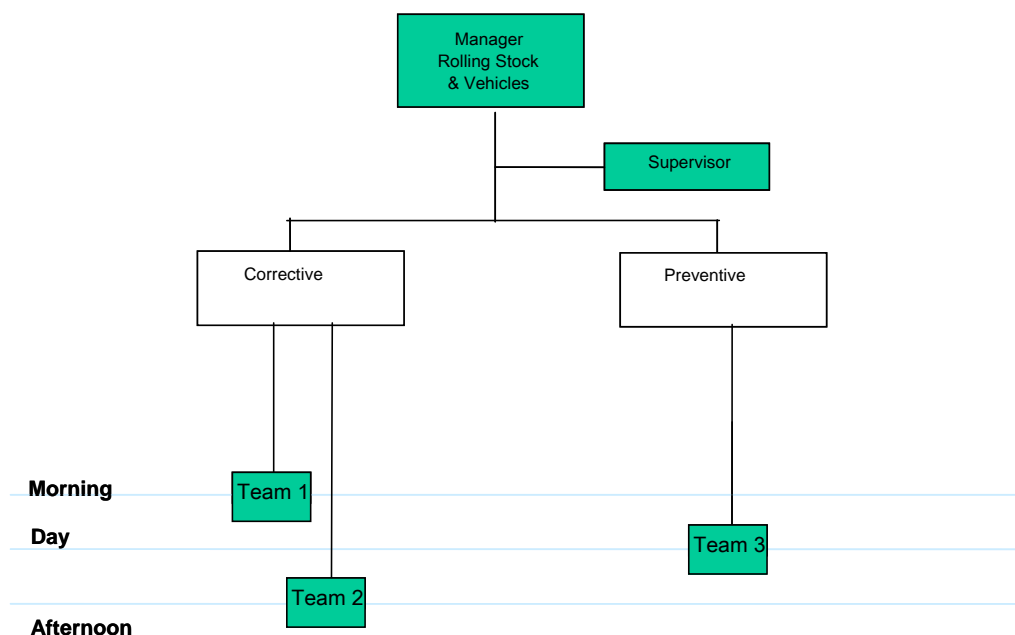 Manager
Rolling Stock
& Vehicles
Supervisor
Corrective
Preventive
Morning
Team 1
Day
Team 3
Team 2
Afternoon